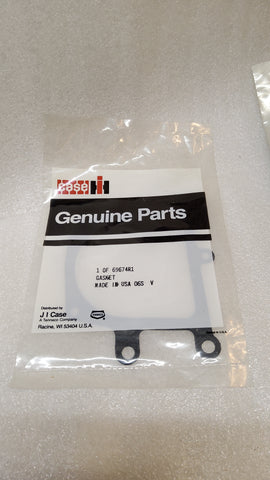 CASE IH
Genuine Parts
1 OF 69674R1
GASKET
MADE IN USA 06S V
Distributed by
J I Case
A Tenneco Company
Racine, WI 53404 U.S.A.